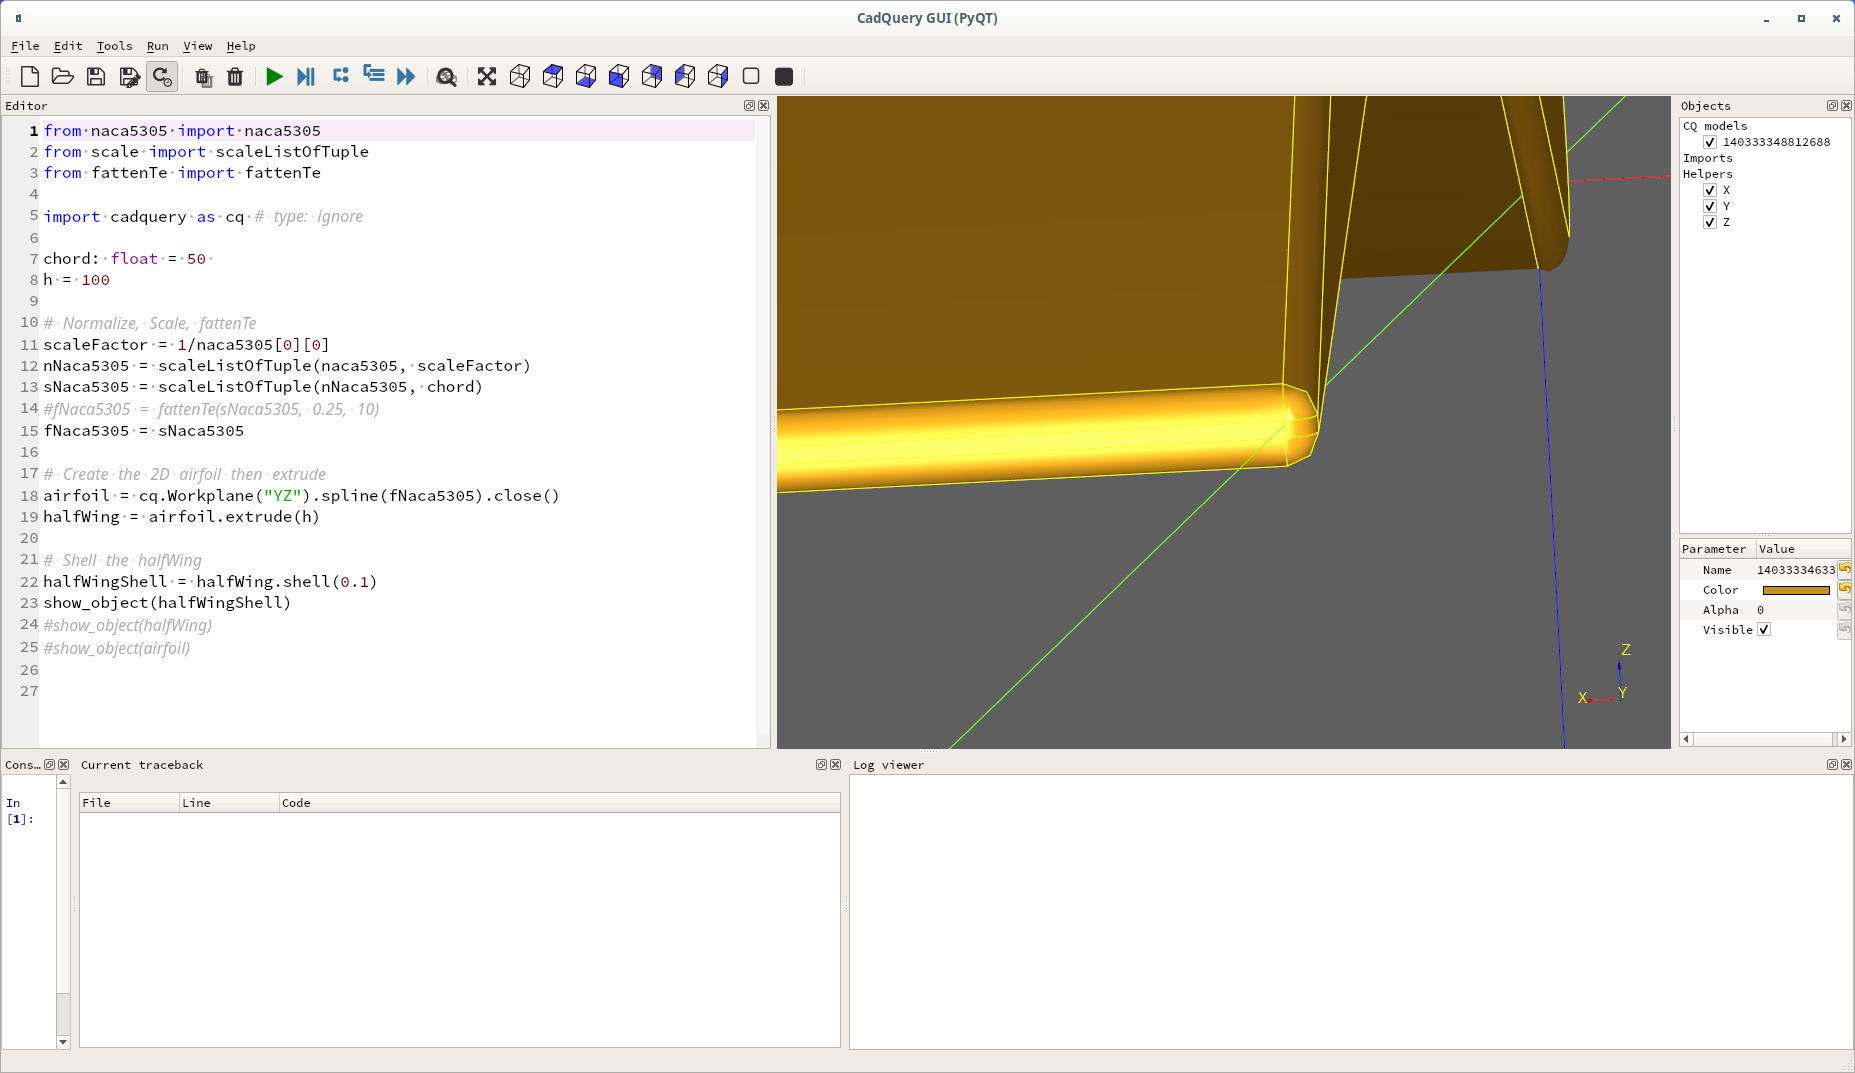 CadQuery GUI (PyQT)
File Edit Tools Run View Help
Editor
1 from naca5305 import naca5305
2 from scale import scaleListOfTuple
3 from fattenTe import fattenTe
4
5 import cadquery as cq # type: ignore
6
7 chord: float = 50
8 h = 100
9
10 # Normalize, Scale, fattenTe
11 scaleFactor = 1/naca5305[0][0]
12 nNaca5305 = scaleListOfTuple(naca5305, scaleFactor)
13 sNaca5305 = scaleListOfTuple(nNaca5305, chord)
14 #fNaca5305 = fattenTe(sNaca5305, 0.25, 10)
15 fNaca5305 = sNaca5305
16
17 # Create the 2D airfoil then extrude
18 airfoil = cq.Workplane("YZ").spline(fNaca5305).close()
19 halfWing = airfoil.extrude(h)
20
21 # Shell the halfWing
22 halfWingShell = halfWing.shell(0.1)
23 show_object(halfWingShell)
24 #show_object(halfWing)
25 #show_object(airfoil)
26
27
Z
X Y
Objects
CQ models
140333348812688
Imports
Helpers
X
Y
Z
Parameter Value
Name 14033334633
Color
Alpha 0
Visible
Cons...
In
[1]:
Current traceback
File Line Code
Log viewer